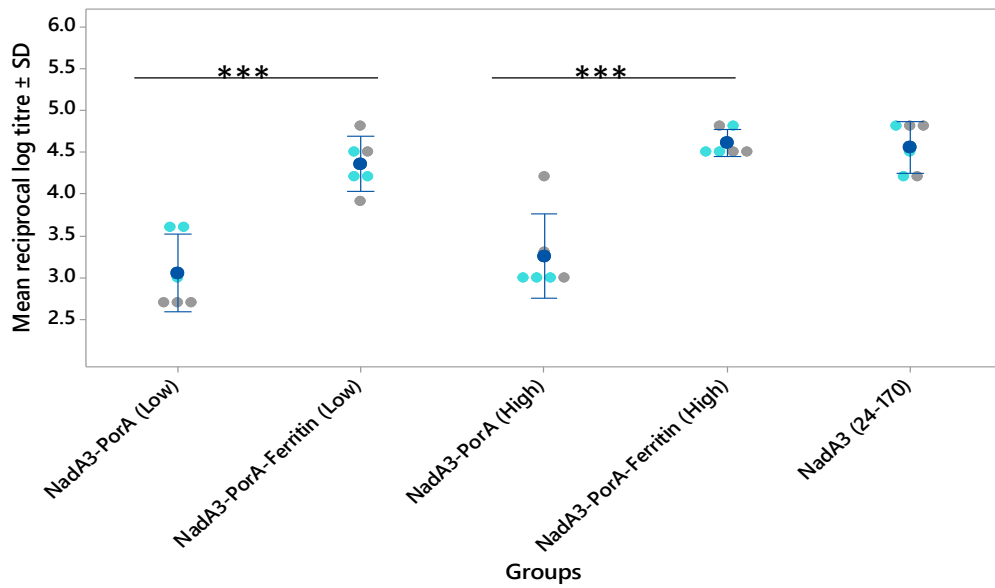 Mean reciprocal log titre ± SD
6.0
5.5
5.0
4.5
4.0
3.5
3.0
2.5
***
***
NadA3-PorA (Low)
NadA3-PorA-Ferritin (Low)
NadA3-PorA (High)
NadA3-PorA-Ferritin (High)
NadA3 (24-170)
Groups